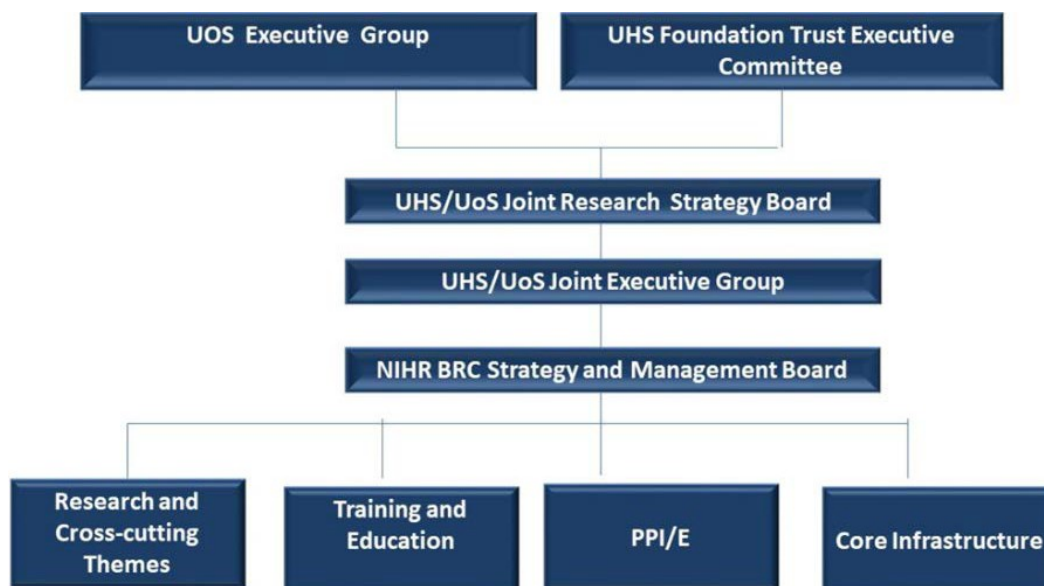 UOS Executive Group
UHS Foundation Trust Executive
Committee
UHS/UoS Joint Research Strategy Board
UHS/UoS Joint Executive Group
NIHR BRC Strategy and Management Board
Research and
Cross-cutting
Themes
Training and
Education
PPI/E
Core Infrastructure